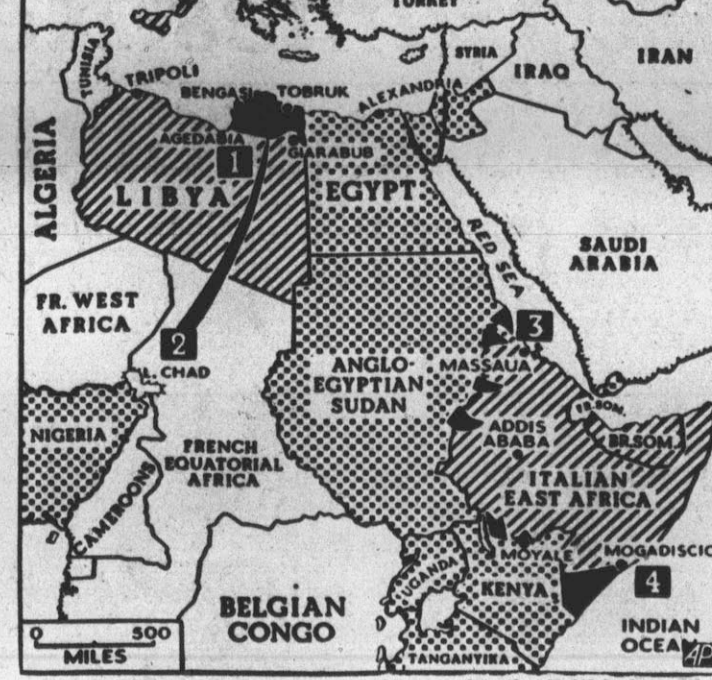 TURKEY
TUNISIA
SYRIA
IRAQ
IRAN
TRIPOLI
BENGASI
TOBRUK
ALEXANDRIA
ALGERIA
AGEDABIA
GIARABUB
1
LIBYA
EGYPT
RED SEA
SAUDI
ARABIA
FR. WEST
AFRICA
2
3
L. CHAD
ANGLO-
EGYPTIAN
SUDAN
MASSAUA
FR. SOM.
NIGERIA
ADDIS
ABABA
BR. SOM.
FRENCH
EQUATORIAL
AFRICA
CAMEROONS
ITALIAN
EAST AFRICA
MOYALE
MOGADISCIO
UGANDA
KENYA
4
BELGIAN
CONGO
INDIAN
OCEAN
0 500
MILES
TANGANYIKA
AP